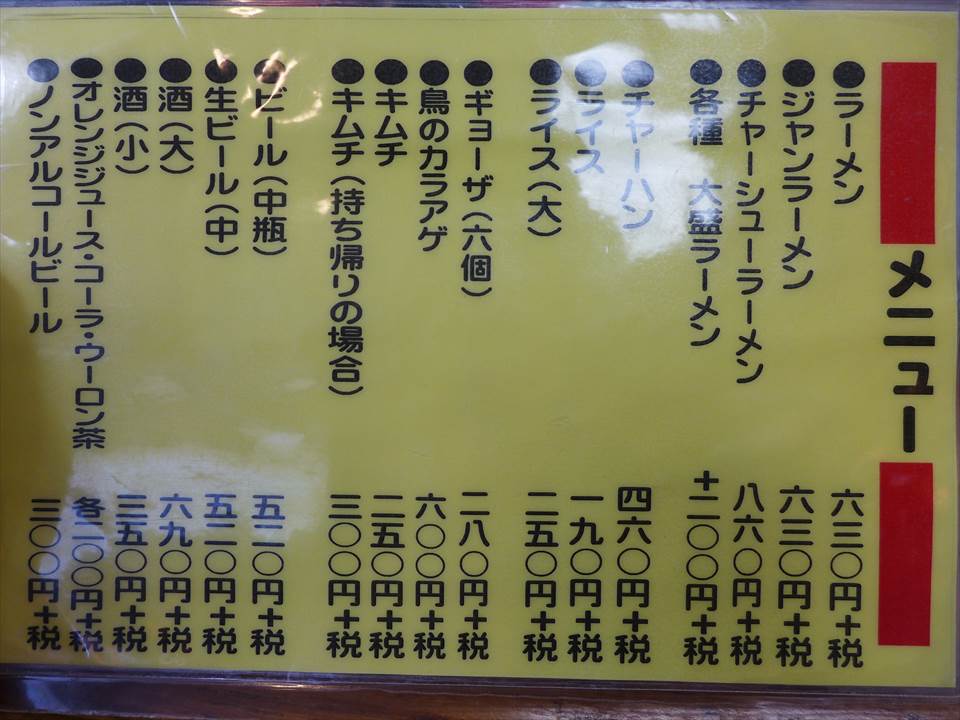 メニュー
●ラーメン 六三〇円+税
●ジャンラーメン 六三〇円+税
●チャーシューラーメン 八六〇円+税
●各種 大盛ラーメン +二〇〇円+税
●チャーハン 四六〇円+税
●ライス 一九〇円+税
●ライス(大) 二五〇円+税
●ギョーザ(六個) 二八〇円+税
●鳥のカラアゲ 六〇〇円+税
●キムチ 二五〇円+税
●キムチ(持ち帰りの場合) 三〇〇円+税
●ビール(中瓶) 五二〇円+税
●生ビール(中) 五二〇円+税
●酒(大) 六九〇円+税
●酒(小) 三五〇円+税
●オレンジジュース・コーラ・ウーロン茶 各二〇〇円+税
●ノンアルコールビール 三〇〇円+税